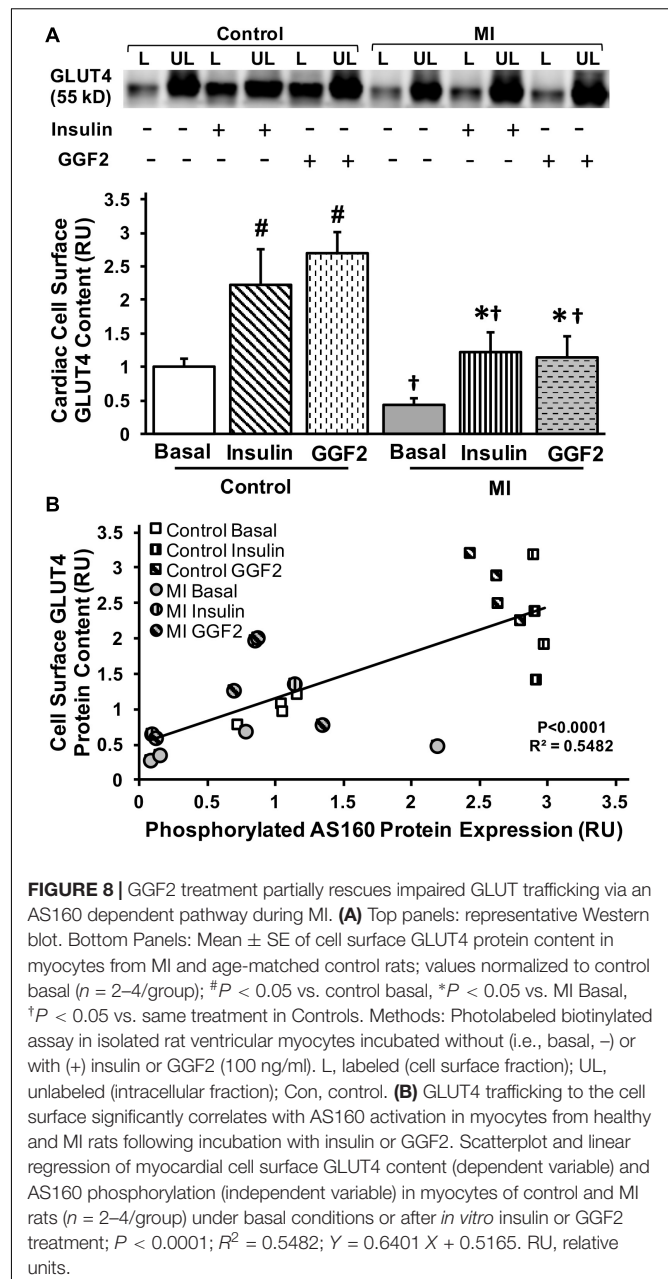 A
Control
MI
L UL L UL L UL L UL L UL L UL
GLUT4
(55 kD)
Insulin − − + + − − + +
GGF2 − − − − + + − − − − + +
Cardiac Cell Surface
GLUT4 Content (RU)
3.5
3
2.5
2
1.5
1
0.5
0
#
#
†
*†
*†
Basal Insulin GGF2 Basal Insulin GGF2
Control MI
B
Cell Surface GLUT4
Protein Content (RU)
3.5
3
2.5
2
1.5
1
0.5
0
Control Basal
Control Insulin
Control GGF2
MI Basal
MI Insulin
MI GGF2
P<0.0001
R² = 0.5482
0 0.5 1 1.5 2 2.5 3 3.5
Phosphorylated AS160 Protein Expression (RU)
FIGURE 8 | GGF2 treatment partially rescues impaired GLUT trafficking via an
AS160 dependent pathway during MI. (A) Top panels: representative Western
blot. Bottom Panels: Mean ± SE of cell surface GLUT4 protein content in
myocytes from MI and age-matched control rats; values normalized to control
basal (n = 2–4/group); #P < 0.05 vs. control basal, *P < 0.05 vs. MI Basal,
†P < 0.05 vs. same treatment in Controls. Methods: Photolabeled biotinylated
assay in isolated rat ventricular myocytes incubated without (i.e., basal, –) or
with (+) insulin or GGF2 (100 ng/ml). L, labeled (cell surface fraction); UL,
unlabeled (intracellular fraction); Con, control. (B) GLUT4 trafficking to the cell
surface significantly correlates with AS160 activation in myocytes from healthy
and MI rats following incubation with insulin or GGF2. Scatterplot and linear
regression of myocardial cell surface GLUT4 content (dependent variable) and
AS160 phosphorylation (independent variable) in myocytes of control and MI
rats (n = 2–4/group) under basal conditions or after in vitro insulin or GGF2
treatment; P < 0.0001; R² = 0.5482; Y = 0.6401 X + 0.5165. RU, relative
units.